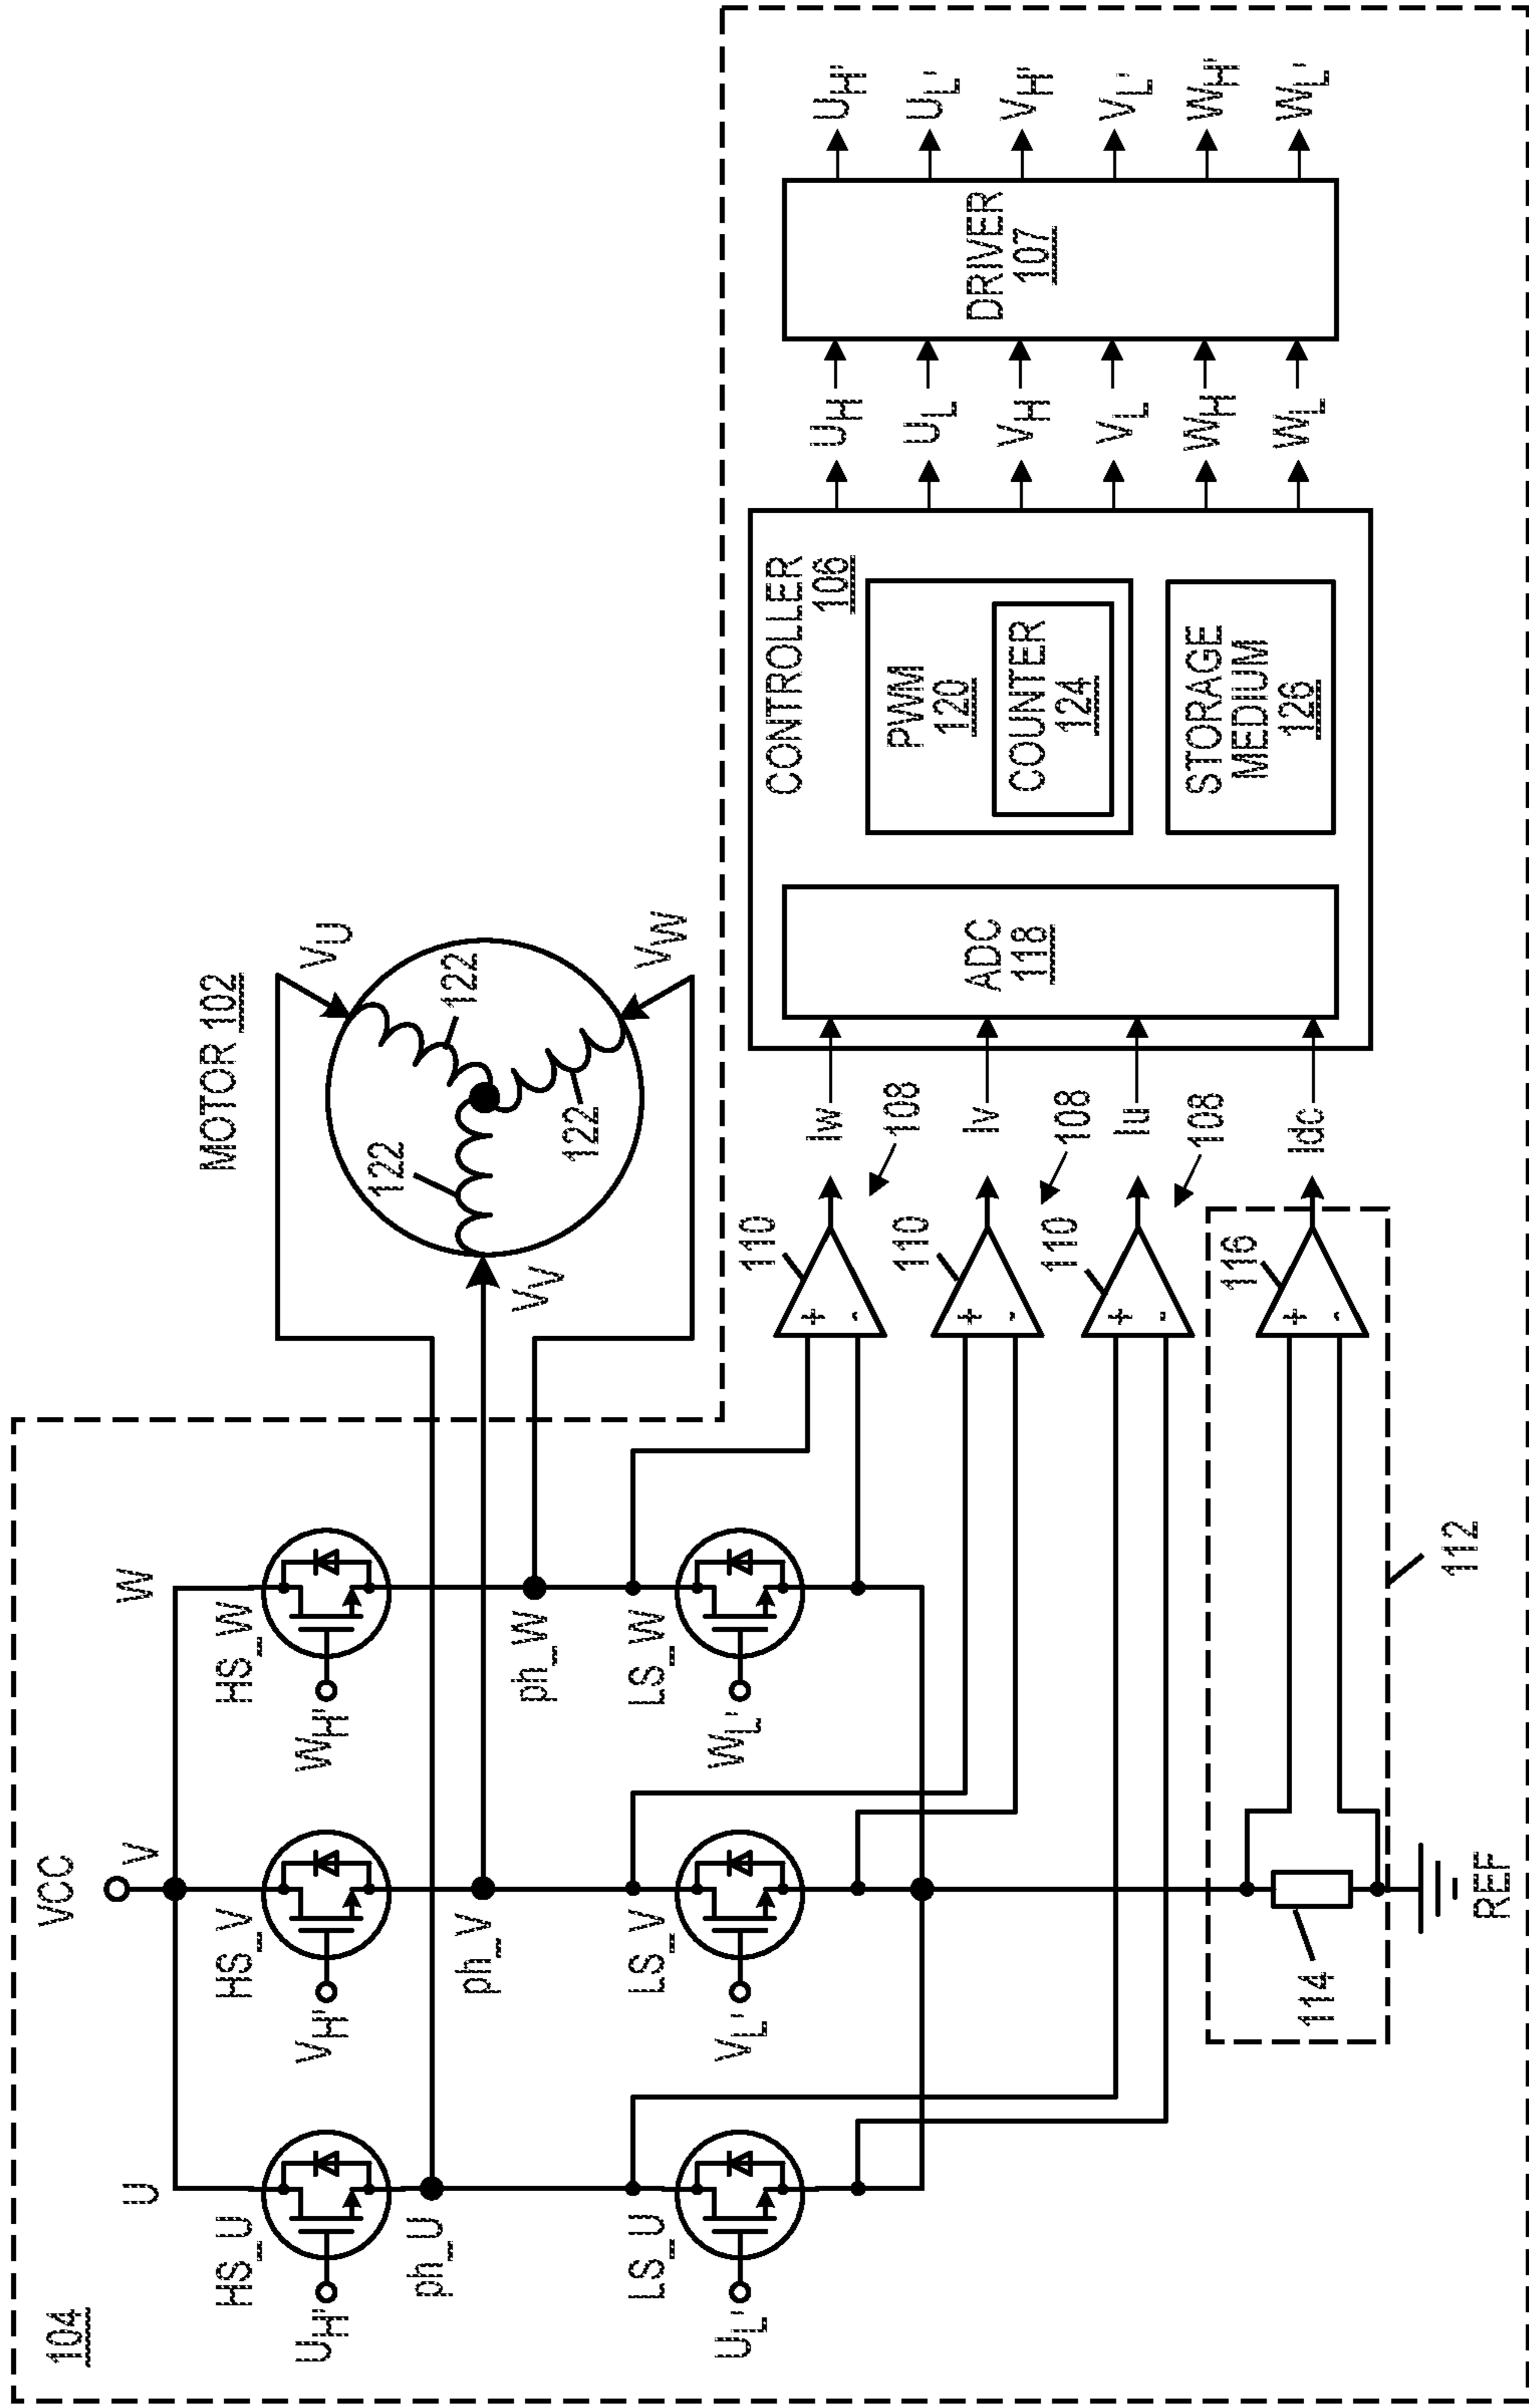 104
VCC
U
V
W
HS_U
HS_V
HS_W
UH'
VH'
WH'
ph_U
ph_V
ph_W
LS_U
LS_V
LS_W
UL'
VL'
WL'
MOTOR 102
VU
VV
VW
122
122
122
110
110
110
116
108
108
108
Iw
Iv
Iu
Idc
112
114
REF
CONTROLLER
106
ADC
118
PWM
120
COUNTER
124
STORAGE
MEDIUM
126
UH
UL
VH
VL
WH
WL
DRIVER
107
UH'
UL'
VH'
VL'
WH'
WL'
+
-
+
-
+
-
+
-